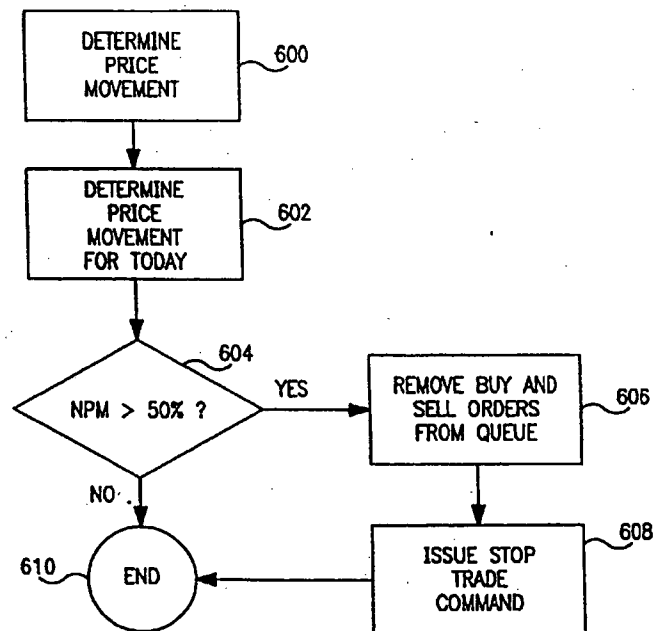 DETERMINE
PRICE
MOVEMENT
600
DETERMINE
PRICE
MOVEMENT
FOR TODAY
602
604
NPM > 50% ?
YES
REMOVE BUY AND
SELL ORDERS
FROM QUEUE
606
NO
610
END
ISSUE STOP
TRADE
COMMAND
608